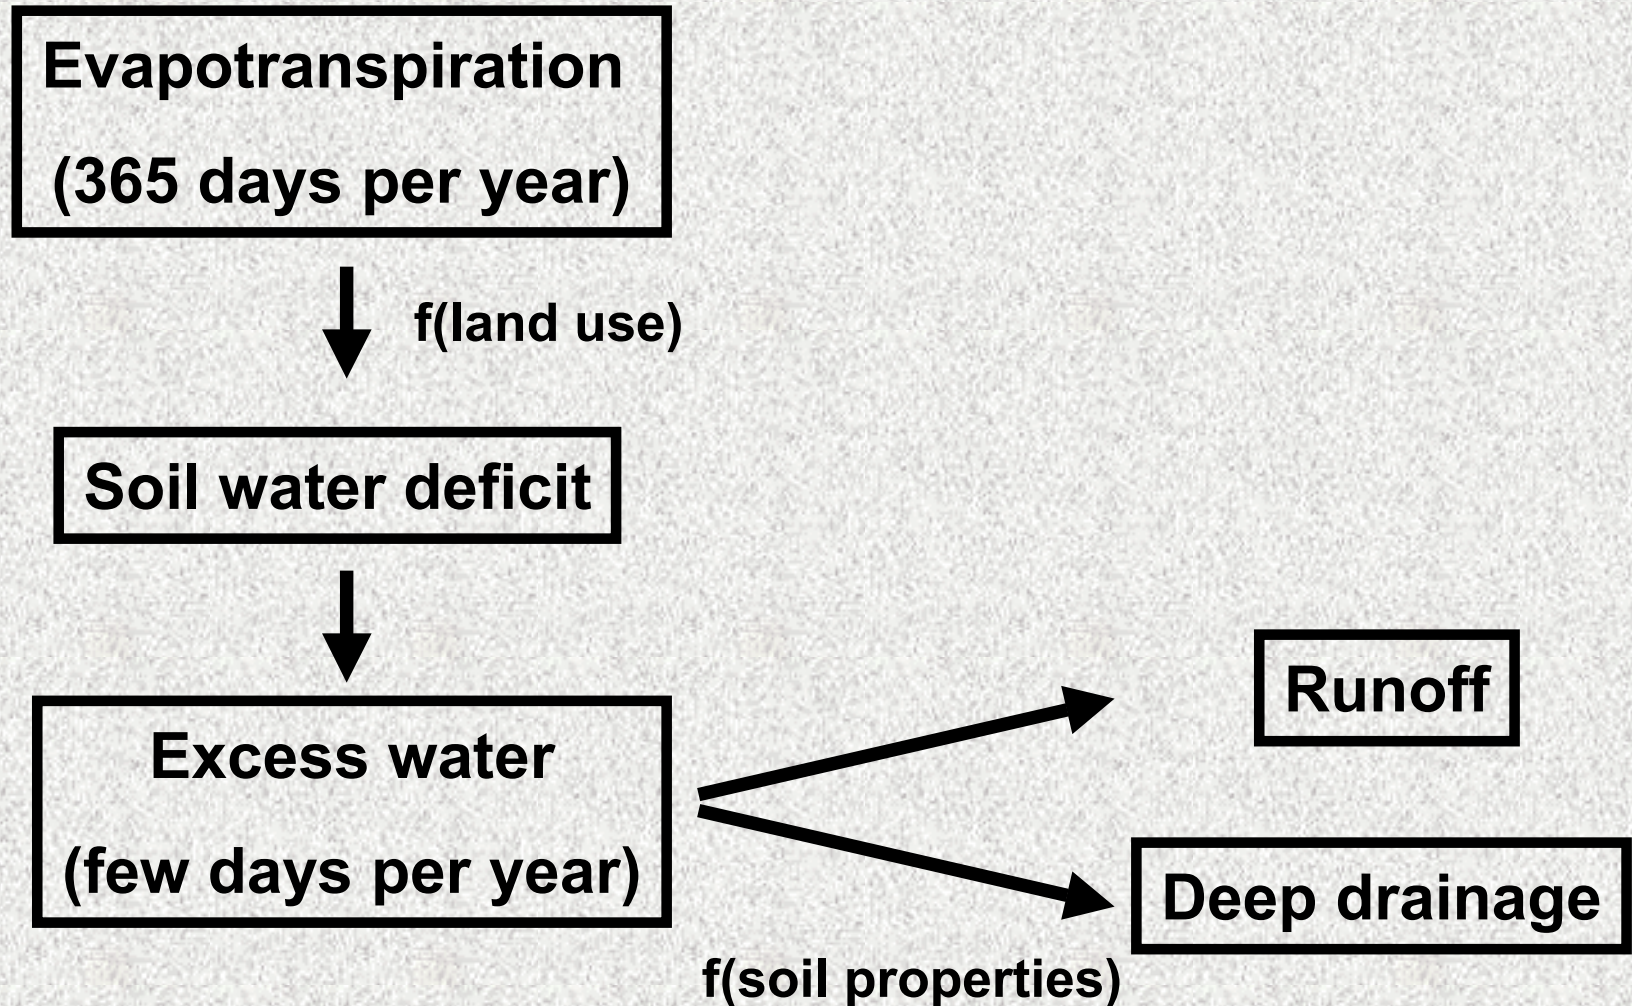 Evapotranspiration
(365 days per year)
f(land use)
Soil water deficit
Excess water
(few days per year)
Runoff
Deep drainage
f(soil properties)